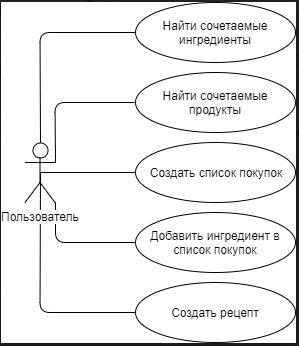 Найти сочетаемые
ингредиенты
Найти сочетаемые
продукты
Создать список покупок
Пользователь
Добавить ингредиент в
список покупок
Создать рецепт